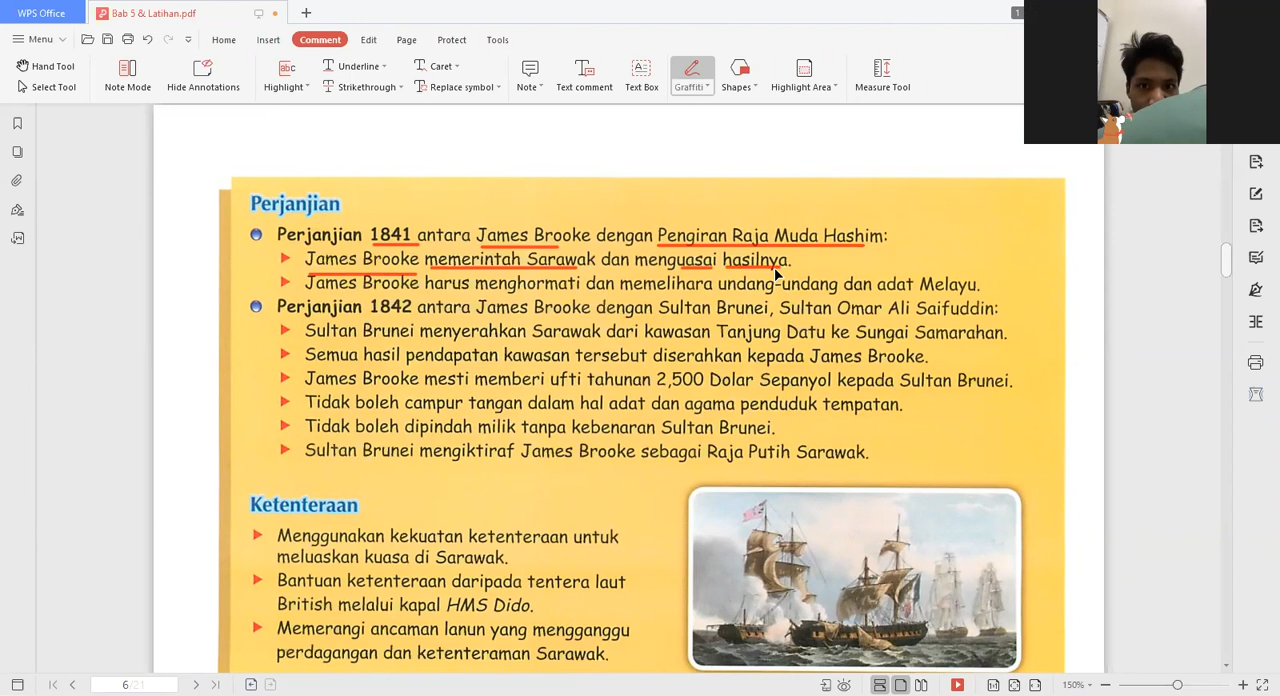 WPS Office
Bab 5 & Latihan.pdf
1
Menu
Home Insert Comment Edit Page Protect Tools
Hand Tool
Select Tool
Note Mode
Hide Annotations
Highlight
Underline
Strikethrough
Caret
Replace symbol
Note
Text comment
Text Box
Graffiti
Shapes
Highlight Area
Measure Tool
Perjanjian
Perjanjian 1841 antara James Brooke dengan Pengiran Raja Muda Hashim:
James Brooke memerintah Sarawak dan menguasai hasilnya.
James Brooke harus menghormati dan memelihara undang-undang dan adat Melayu.
Perjanjian 1842 antara James Brooke dengan Sultan Brunei, Sultan Omar Ali Saifuddin:
Sultan Brunei menyerahkan Sarawak dari kawasan Tanjung Datu ke Sungai Samarahan.
Semua hasil pendapatan kawasan tersebut diserahkan kepada James Brooke.
James Brooke mesti memberi ufti tahunan 2,500 Dolar Sepanyol kepada Sultan Brunei.
Tidak boleh campur tangan dalam hal adat dan agama penduduk tempatan.
Tidak boleh dipindah milik tanpa kebenaran Sultan Brunei.
Sultan Brunei mengiktiraf James Brooke sebagai Raja Putih Sarawak.
Ketenteraan
Menggunakan kekuatan ketenteraan untuk
meluaskan kuasa di Sarawak.
Bantuan ketenteraan daripada tentera laut
British melalui kapal HMS Dido.
Memerangi ancaman lanun yang mengganggu
perdagangan dan ketenteraman Sarawak.
6/21
150%